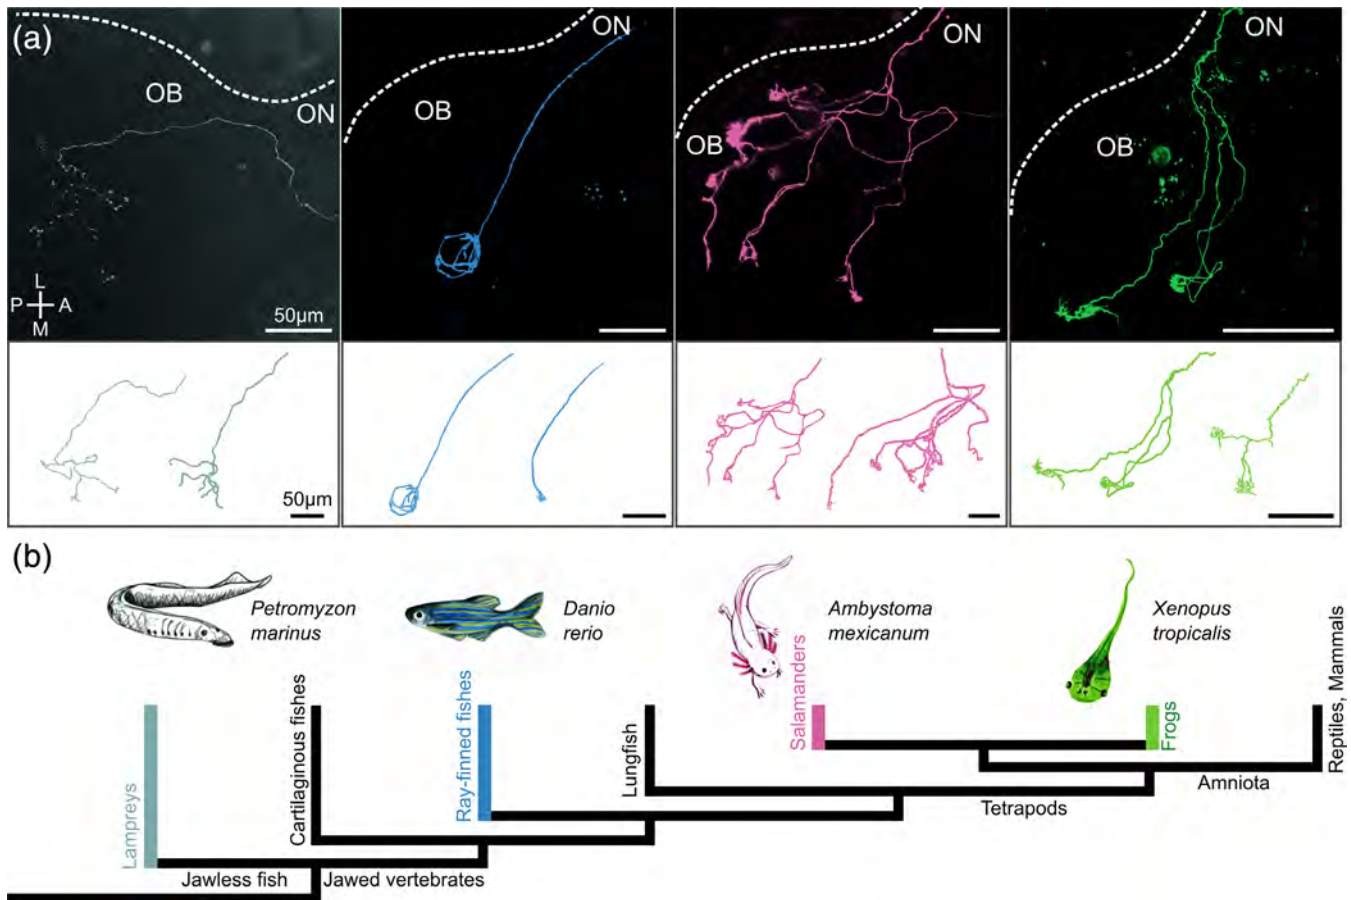 (a)
OB
ON
L
P A
M
50µm
OB
ON
OB
ON
OB
ON
50µm
(b)
Petromyzon
marinus
Danio
rerio
Ambystoma
mexicanum
Xenopus
tropicalis
Lampreys
Cartilaginous fishes
Ray-finned fishes
Lungfish
Salamanders
Frogs
Reptiles, Mammals
Amniota
Tetrapods
Jawless fish
Jawed vertebrates